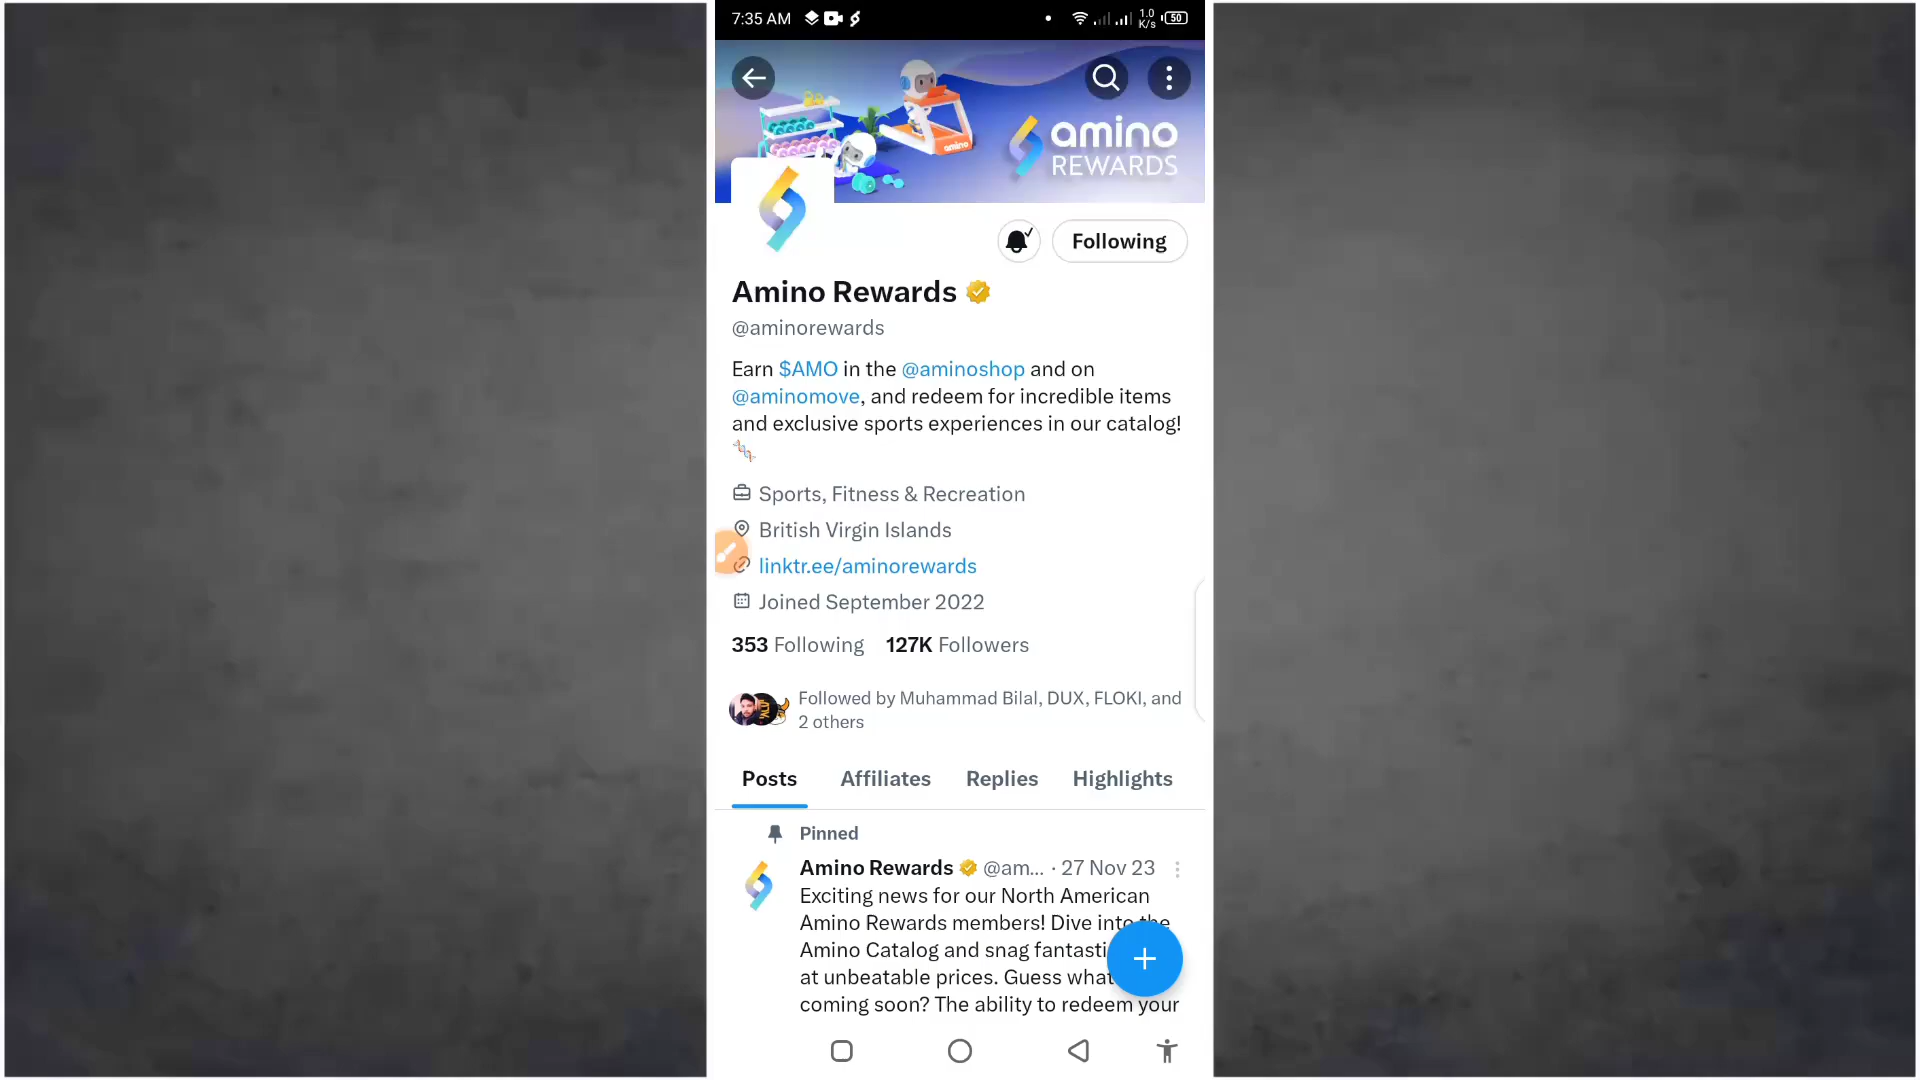 7:35 AM
1.0
K/s
50
amino
amino
REWARDS
Following
Amino Rewards
@aminorewards
Earn $AMO in the @aminoshop and on
@aminomove, and redeem for incredible items
and exclusive sports experiences in our catalog!
Sports, Fitness & Recreation
British Virgin Islands
linktr.ee/aminorewards
Joined September 2022
353 Following 127K Followers
Followed by Muhammad Bilal, DUX, FLOKI, and
2 others
Posts Affiliates Replies Highlights
Pinned
Amino Rewards @am... · 27 Nov 23
Exciting news for our North American
Amino Rewards members! Dive into the
Amino Catalog and snag fantasti
at unbeatable prices. Guess what
coming soon? The ability to redeem your